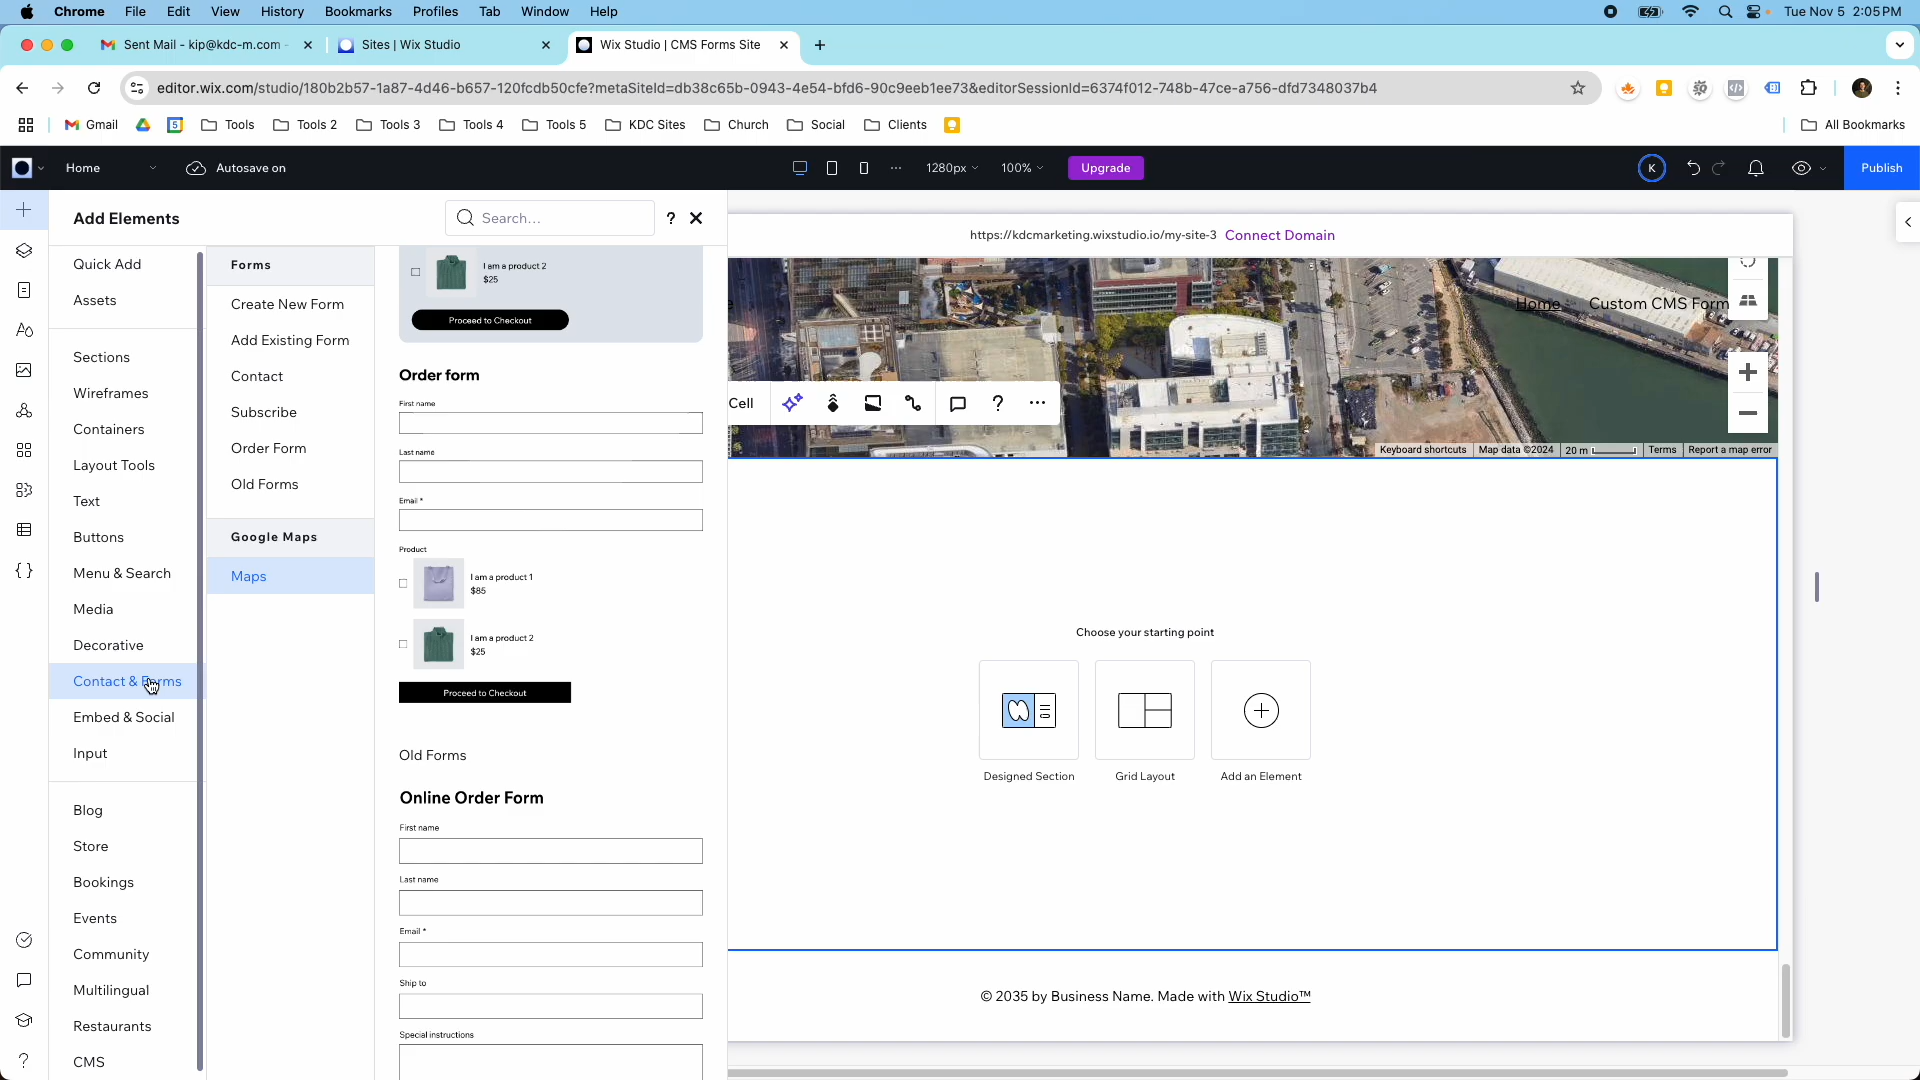 Chrome File Edit View History Bookmarks Profiles Tab Window Help
Tue Nov 5 2:05 PM
Sent Mail - kip@kdc-m.com -
Sites | Wix Studio
Wix Studio | CMS Forms Site
editor.wix.com/studio/180b2b57-1a87-4d46-b657-120fcdb50cfe?metaSiteId=db38c65b-0943-4e54-bfd6-90c9eeb1ee73&editorSessionId=6374f012-748b-47ce-a756-dfd7348037b4
Gmail
5
Tools
Tools 2
Tools 3
Tools 4
Tools 5
KDC Sites
Church
Social
Clients
All Bookmarks
Home
Autosave on
1280px
100%
Upgrade
K
Publish
Add Elements
Search...
?
Quick Add
Assets
Sections
Wireframes
Containers
Layout Tools
Text
Buttons
Menu & Search
Media
Decorative
Contact & Forms
Embed & Social
Input
Blog
Store
Bookings
Events
Community
Multilingual
Restaurants
CMS
Forms
Create New Form
Add Existing Form
Contact
Subscribe
Order Form
Old Forms
Google Maps
Maps
I am a product 2
$25
Proceed to Checkout
Order form
First name
Last name
Email *
Product
I am a product 1
$85
I am a product 2
$25
Proceed to Checkout
Old Forms
Online Order Form
First name
Last name
Email *
Ship to
Special instructions
https://kdcmarketing.wixstudio.io/my-site-3 Connect Domain
Home
Custom CMS Form
Cell
?
Keyboard shortcuts
Map data ©2024
20 m
Terms
Report a map error
Choose your starting point
Designed Section
Grid Layout
Add an Element
© 2035 by Business Name. Made with Wix Studio™